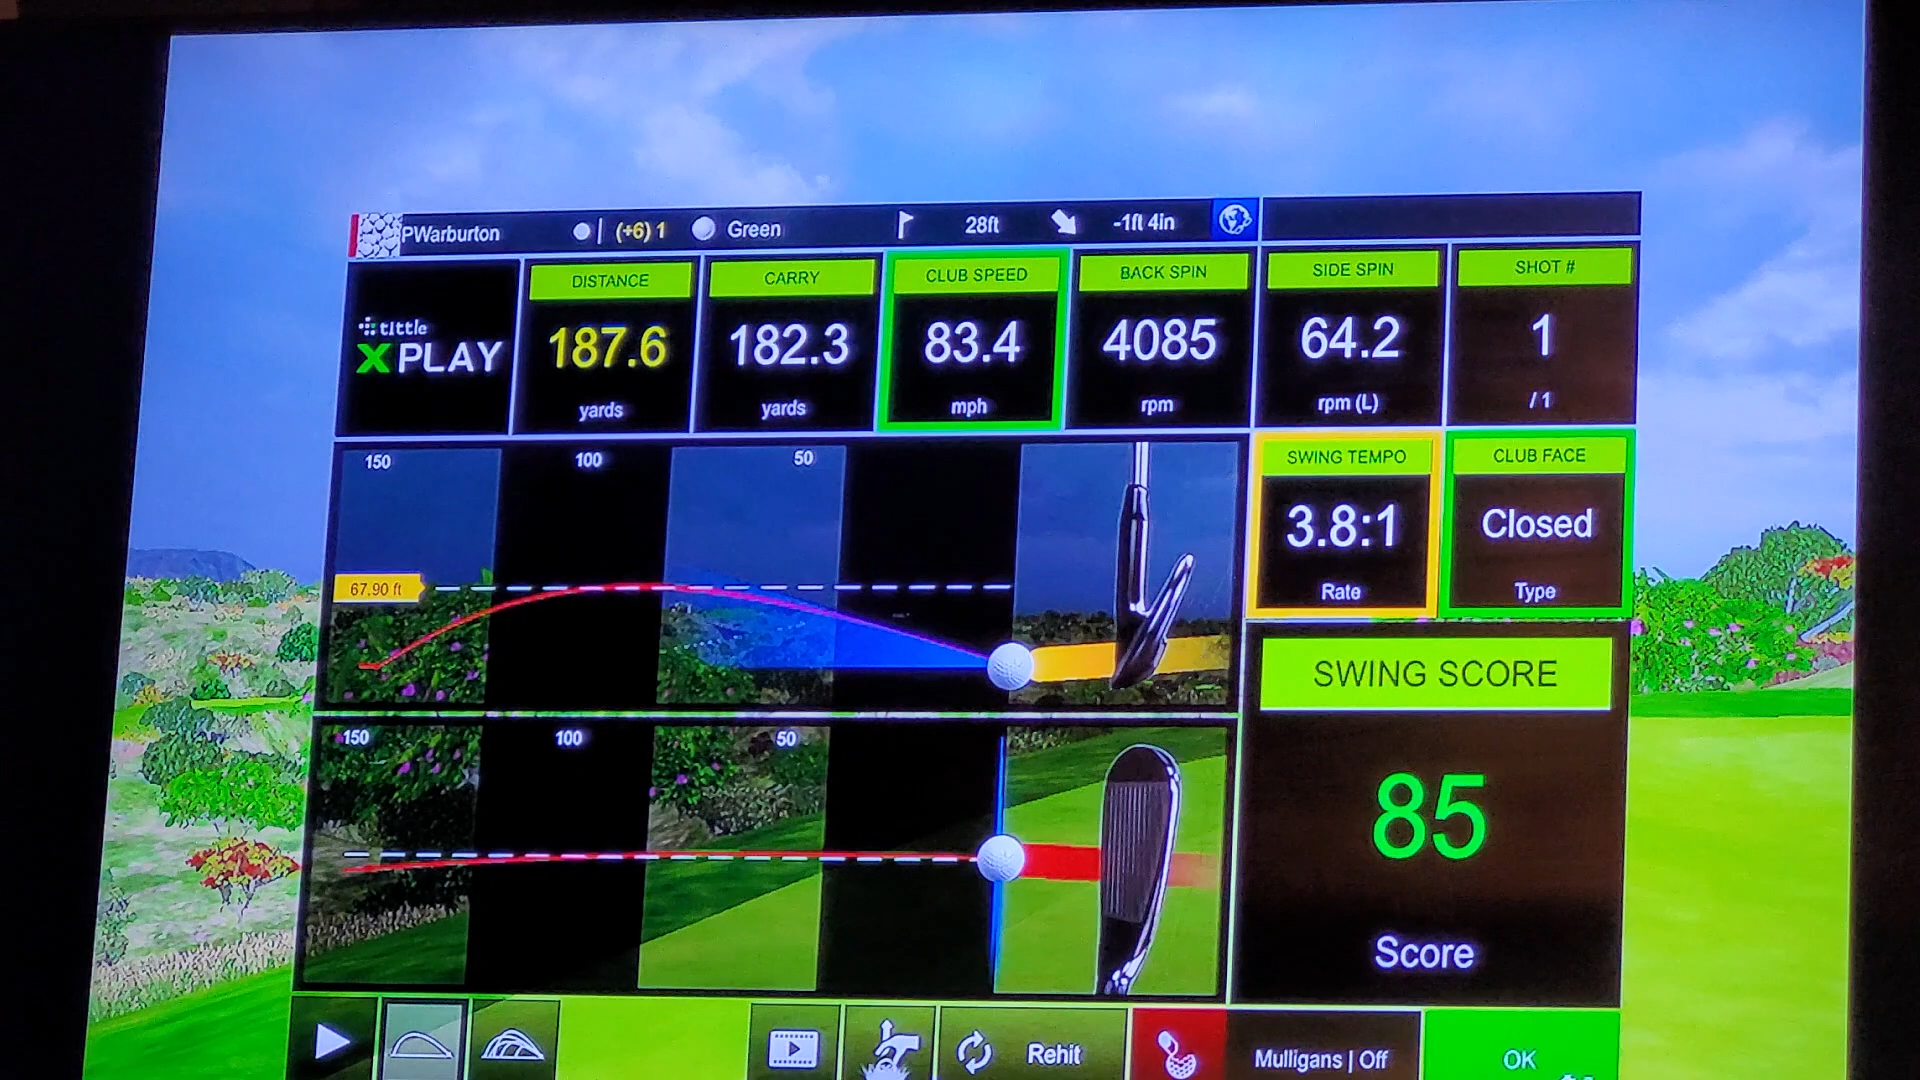 PWarburton | (+6) 1 Green 28ft -1ft 4in
tittle
X PLAY
DISTANCE
187.6
yards
CARRY
182.3
yards
CLUB SPEED
83.4
mph
BACK SPIN
4085
rpm
SIDE SPIN
64.2
rpm (L)
SHOT #
1
/ 1
150 100 50
67.90 ft
SWING TEMPO
3.8:1
Rate
CLUB FACE
Closed
Type
150 100 50
SWING SCORE
85
Score
Rehit
Mulligans | Off
OK